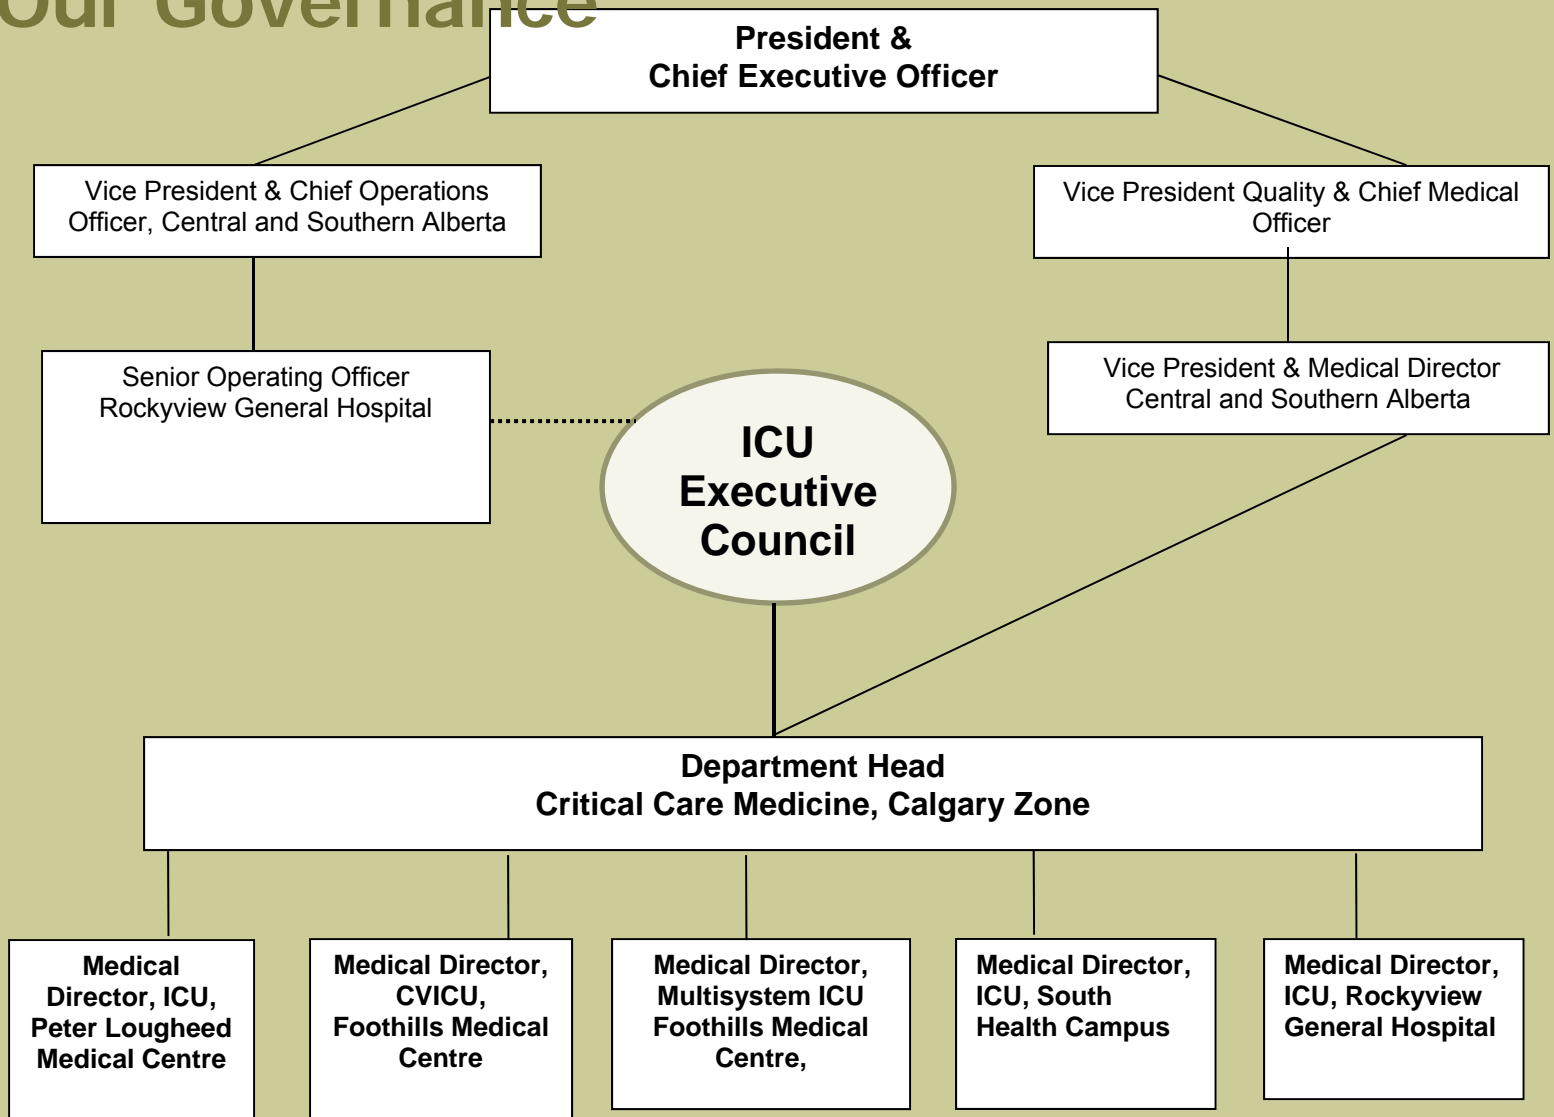 Our Governance
President &
Chief Executive Officer
Vice President & Chief Operations
Officer, Central and Southern Alberta
Vice President Quality & Chief Medical
Officer
Senior Operating Officer
Rockyview General Hospital
Vice President & Medical Director
Central and Southern Alberta
ICU
Executive
Council
Department Head
Critical Care Medicine, Calgary Zone
Medical
Director, ICU,
Peter Lougheed
Medical Centre
Medical Director,
CVICU,
Foothills Medical
Centre
Medical Director,
Multisystem ICU
Foothills Medical
Centre,
Medical Director,
ICU, South
Health Campus
Medical Director,
ICU, Rockyview
General Hospital